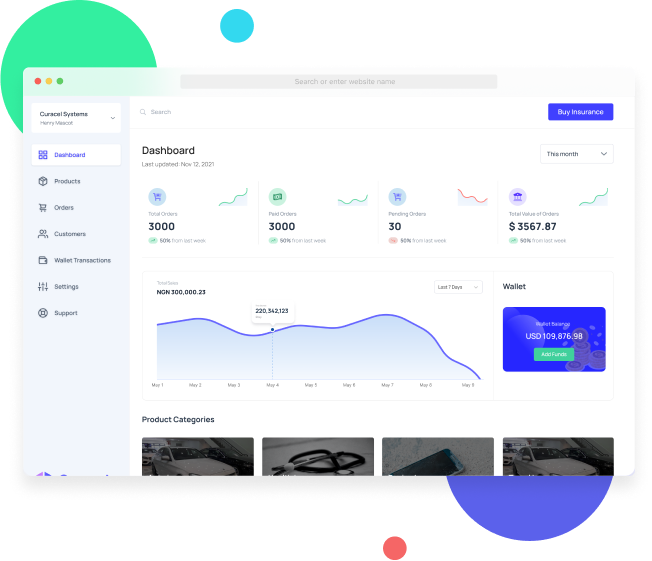 Search or enter website name
Curacel Systems
Henry Mascot
Search
Buy Insurance
Dashboard
Products
Orders
Customers
Wallet Transactions
Settings
Support
Dashboard
Last updated: Nov 12, 2021
This month
Total Orders
3000
50% from last week
Paid Orders
3000
50% from last week
Pending Orders
30
50% from last week
Total Value of Orders
$ 3567.87
50% from last week
Total Sales
NGN 300,000.23
Last 7 Days
220,342,123
May
May 1 May 2 May 3 May 4 May 5 May 6 May 7 May 8 May 8
Wallet
Wallet Balance
USD 109,876.98
Add Funds
Product Categories